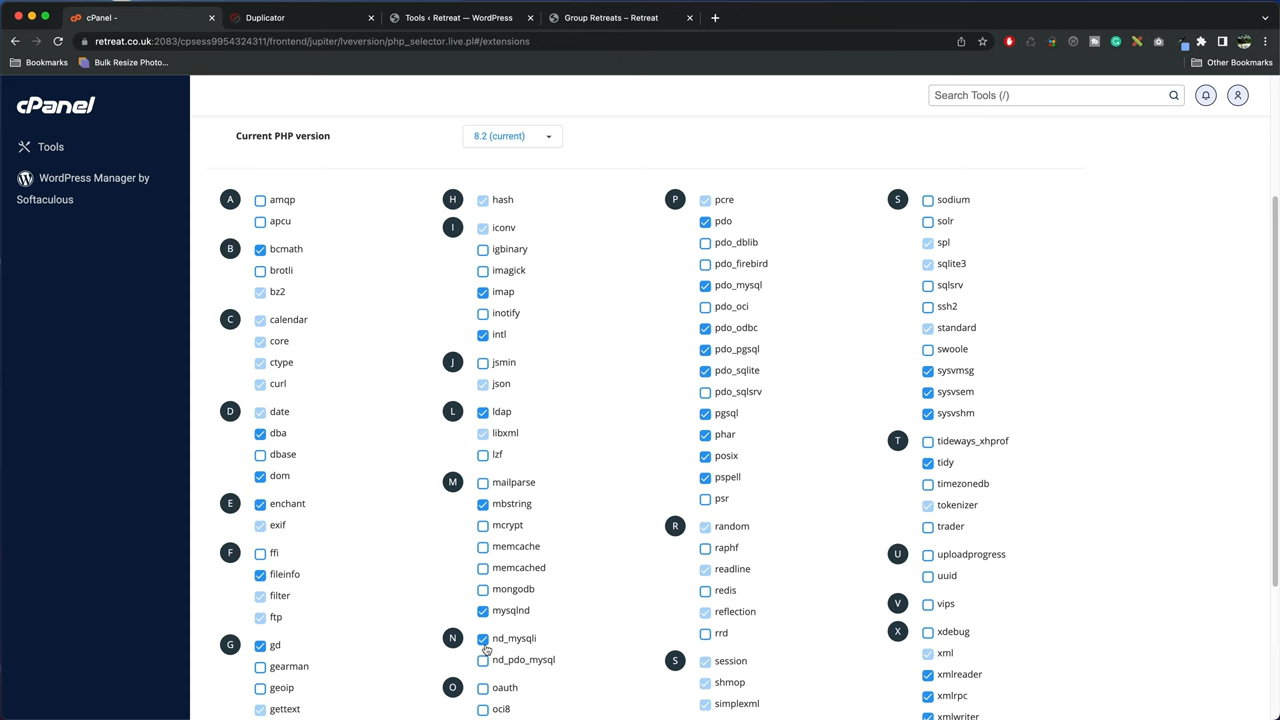 cPanel -
Duplicator
Tools ‹ Retreat — WordPress
Group Retreats – Retreat
retreat.co.uk:2083/cpsess9954324311/frontend/jupiter/lveversion/php_selector.live.pl#/extensions
Bookmarks
Bulk Resize Photo...
Other Bookmarks
cPanel
Search Tools (/)
Tools
WordPress Manager by
Softaculous
Current PHP version
8.2 (current)
A
amqp
apcu
B
bcmath
brotli
bz2
C
calendar
core
ctype
curl
D
date
dba
dbase
dom
E
enchant
exif
F
ffi
fileinfo
filter
ftp
G
gd
gearman
geoip
gettext
H
hash
I
iconv
igbinary
imagick
imap
inotify
intl
J
jsmin
json
L
ldap
libxml
lzf
M
mailparse
mbstring
mcrypt
memcache
memcached
mongodb
mysqlnd
N
nd_mysqli
nd_pdo_mysql
O
oauth
oci8
P
pcre
pdo
pdo_dblib
pdo_firebird
pdo_mysql
pdo_oci
pdo_odbc
pdo_pgsql
pdo_sqlite
pdo_sqlsrv
pgsql
phar
posix
pspell
psr
R
random
raphf
readline
redis
reflection
rrd
S
session
shmop
simplexml
S
sodium
solr
spl
sqlite3
sqlsrv
ssh2
standard
swoole
sysvmsg
sysvsem
sysvshm
T
tideways_xhprof
tidy
timezonedb
tokenizer
trader
U
uploadprogress
uuid
V
vips
X
xdebug
xml
xmlreader
xmlrpc
xmlwriter